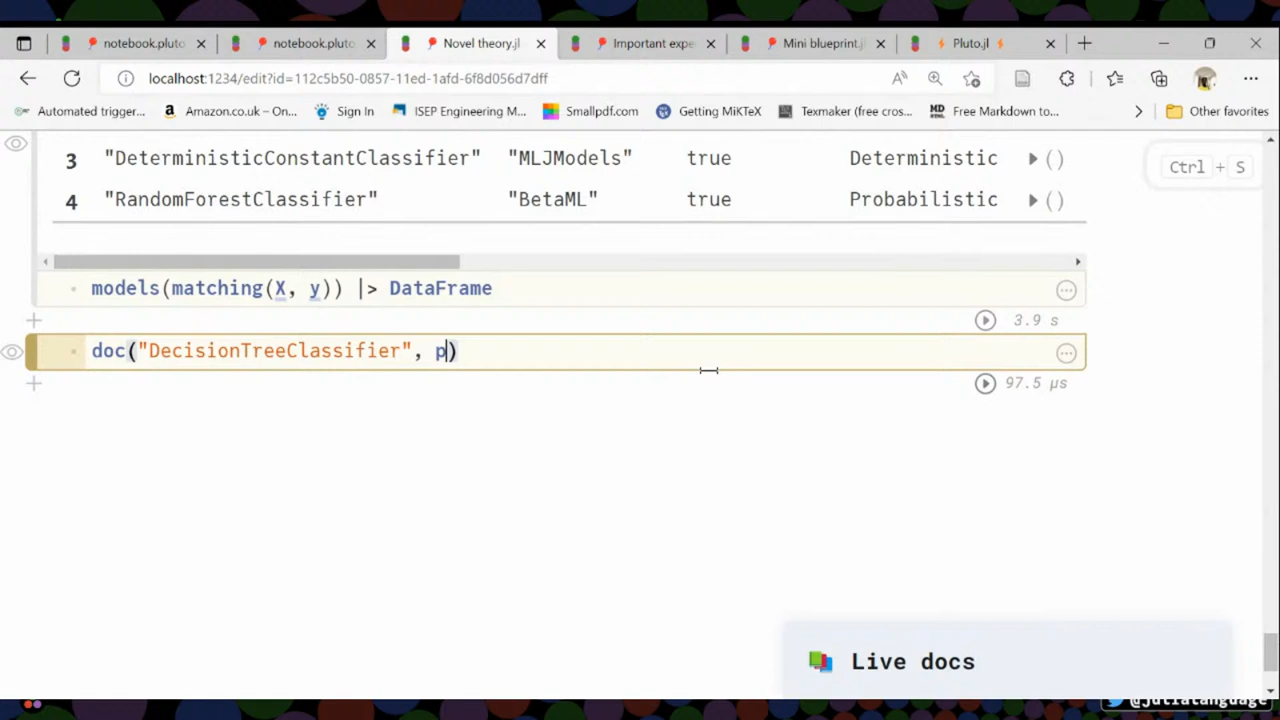 notebook.pluto
notebook.pluto
Novel theory.jl
Important expe
Mini blueprint.jl
Pluto.jl
localhost:1234/edit?id=112c5b50-0857-11ed-1afd-6f8d056d7dff
Automated trigger...
Amazon.co.uk – On...
Sign In
ISEP Engineering M...
Smallpdf.com
Getting MiKTeX
Texmaker (free cros...
Free Markdown to...
Other favorites
3 "DeterministicConstantClassifier" "MLJModels" true Deterministic ▶()
Ctrl + S
4 "RandomForestClassifier" "BetaML" true Probabilistic ▶()
models(matching(X, y)) |> DataFrame
3.9 s
doc("DecisionTreeClassifier", p)
97.5 μs
Live docs
@julialanguage